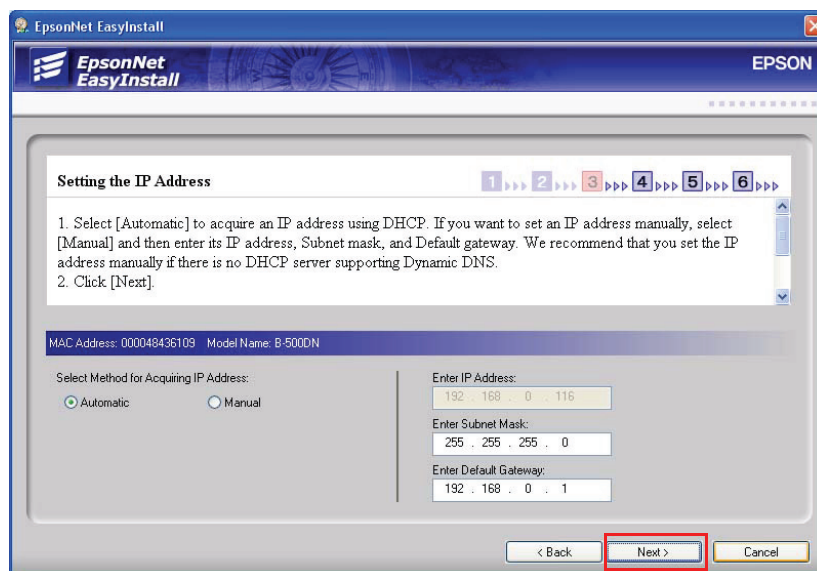 EpsonNet EasyInstall
EpsonNet
EasyInstall
EPSON
Setting the IP Address
1 2 3 4 5 6
1. Select [Automatic] to acquire an IP address using DHCP. If you want to set an IP address manually, select
[Manual] and then enter its IP address, Subnet mask, and Default gateway. We recommend that you set the IP
address manually if there is no DHCP server supporting Dynamic DNS.
2. Click [Next].
MAC Address: 000048436109 Model Name: B-500DN
Select Method for Acquiring IP Address:
Automatic Manual
Enter IP Address:
192 . 168 . 0 . 116
Enter Subnet Mask:
255 . 255 . 255 . 0
Enter Default Gateway:
192 . 168 . 0 . 1
< Back Next > Cancel